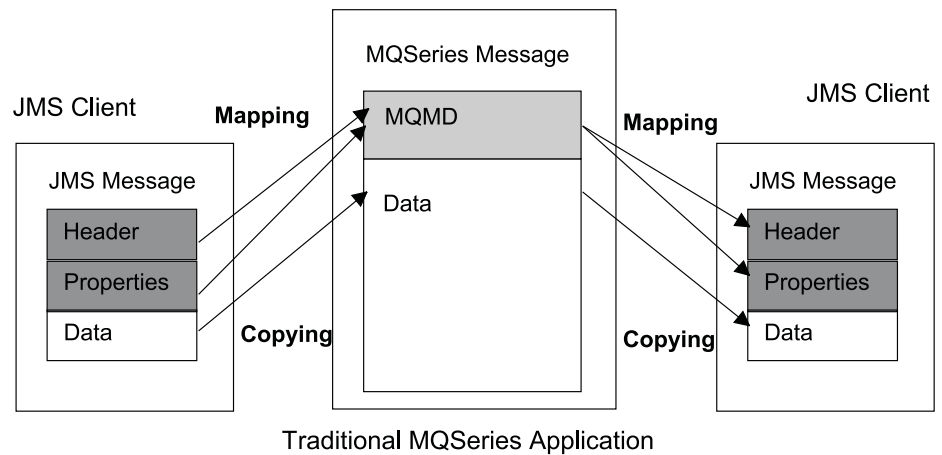 MQSeries Message
JMS Client
Mapping
MQMD
Mapping
JMS Client
JMS Message
Header
Properties
Data
Data
JMS Message
Header
Properties
Data
Copying
Copying
Traditional MQSeries Application